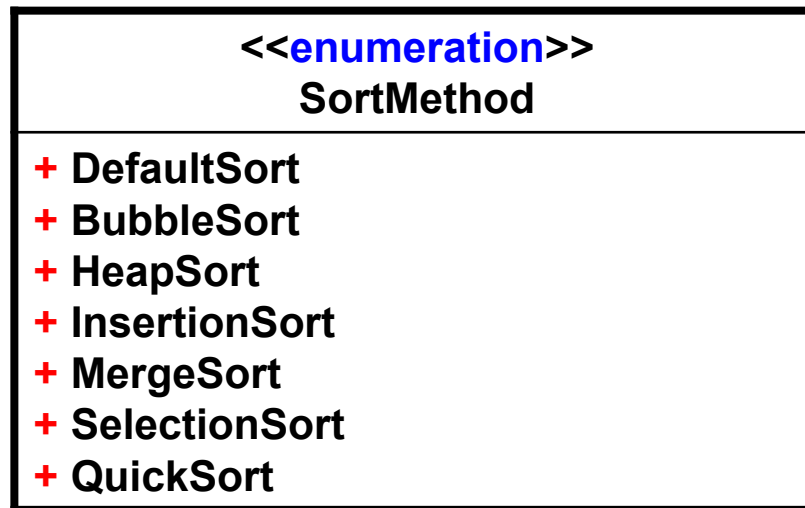 <<enumeration>>
SortMethod
+ DefaultSort
+ BubbleSort
+ HeapSort
+ InsertionSort
+ MergeSort
+ SelectionSort
+ QuickSort